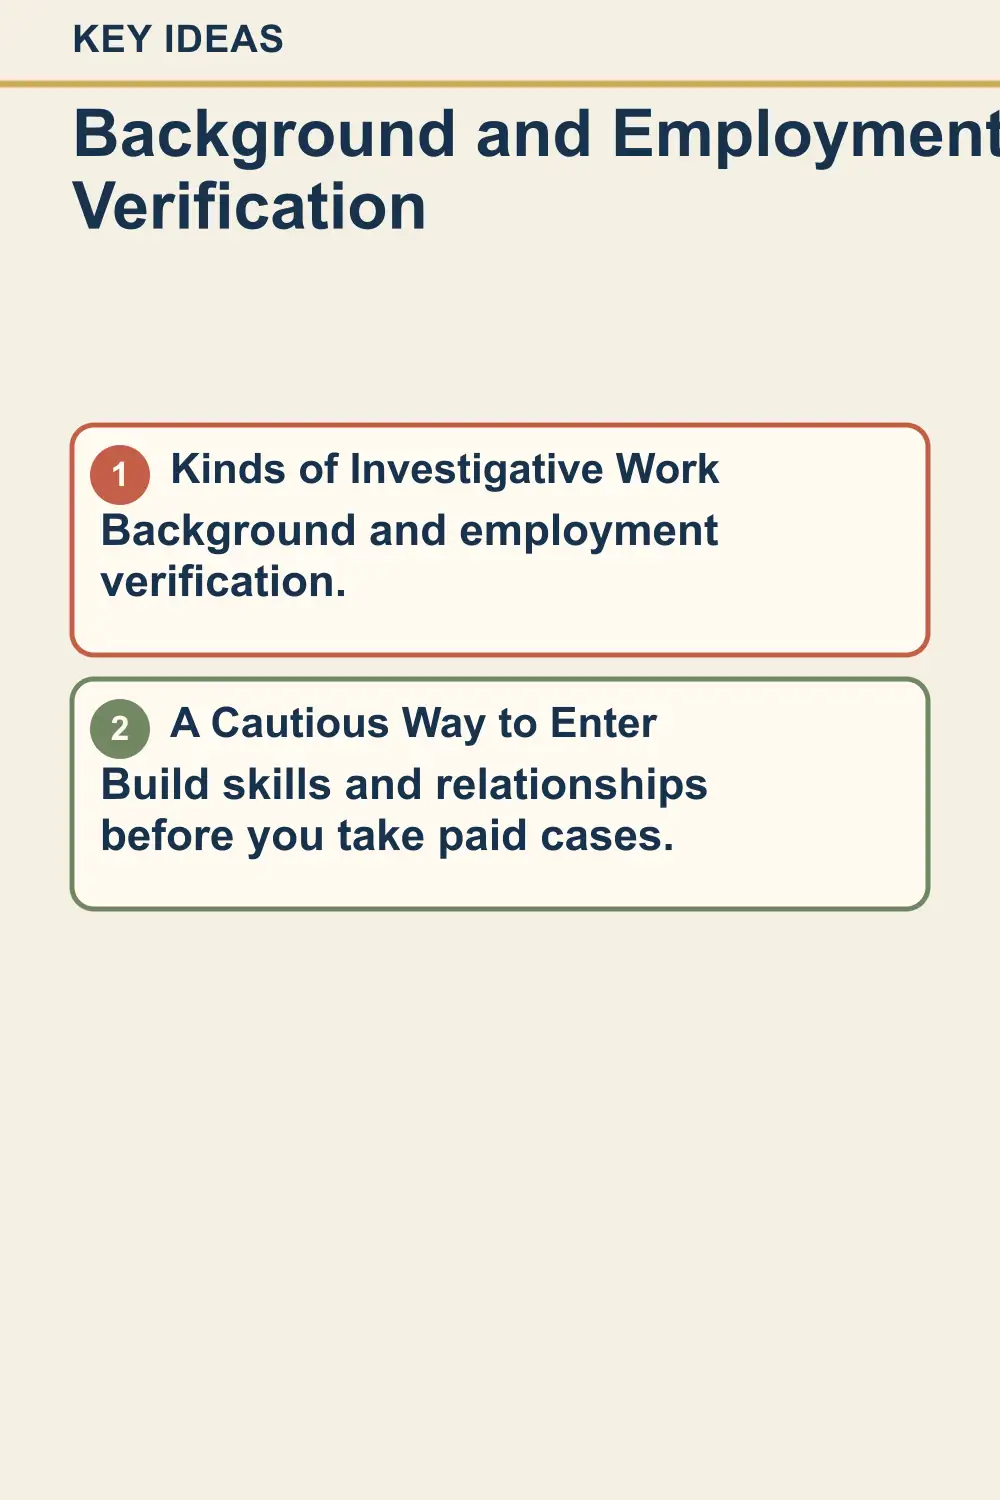 KEY IDEAS
Background and Employment
Verification
1 Kinds of Investigative Work
Background and employment
verification.
2 A Cautious Way to Enter
Build skills and relationships
before you take paid cases.